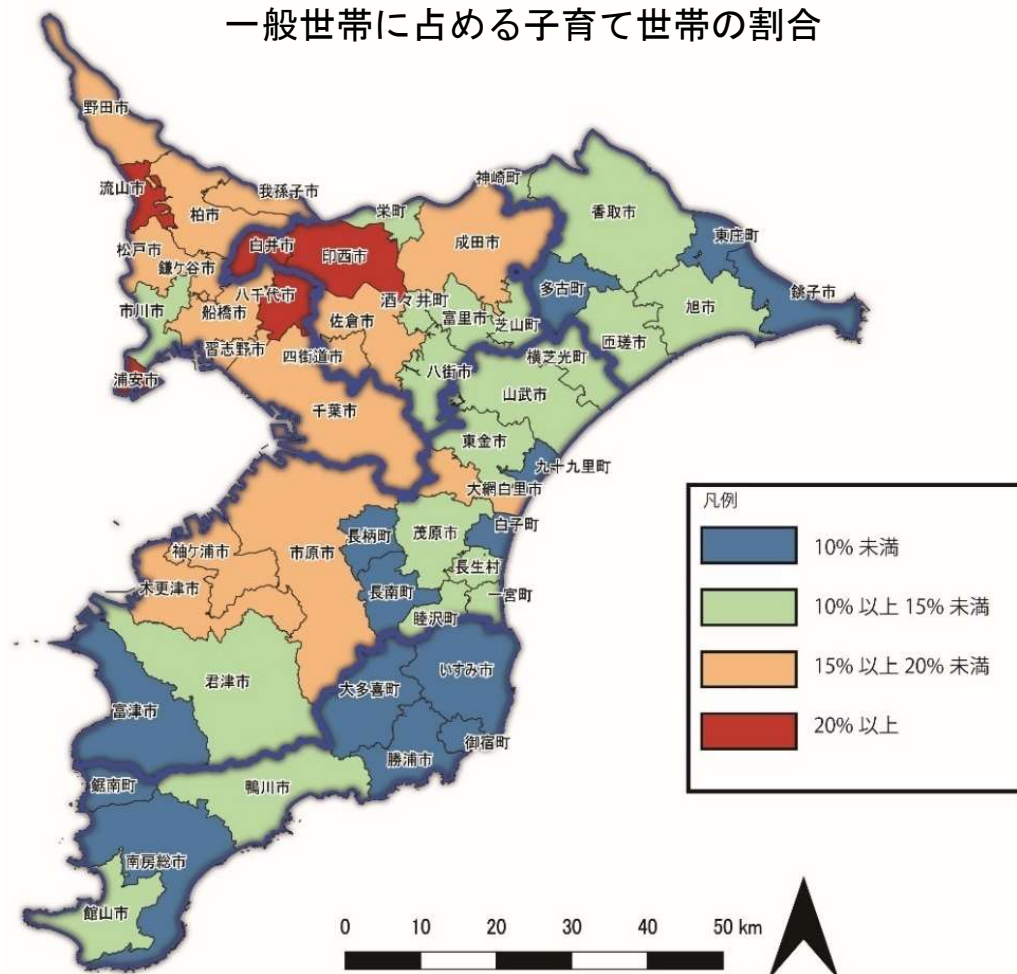 一般世帯に占める子育て世帯の割合
野田市
流山市
柏市
我孫子市
松戸市
鎌ケ谷市
白井市
印西市
栄町
成田市
神崎町
香取市
東庄町
銚子市
多古町
旭市
匝瑳市
市川市
船橋市
八千代市
佐倉市
酒々井町
富里市
芝山町
習志野市
四街道市
八街市
横芝光町
浦安市
千葉市
山武市
東金市
九十九里町
大網白里市
白子町
茂原市
長柄町
市原市
袖ケ浦市
木更津市
長生村
長南町
一宮町
睦沢町
君津市
富津市
いすみ市
大多喜町
御宿町
勝浦市
鋸南町
鴨川市
南房総市
館山市
凡例
10% 未満
10% 以上 15% 未満
15% 以上 20% 未満
20% 以上
0 10 20 30 40 50 km